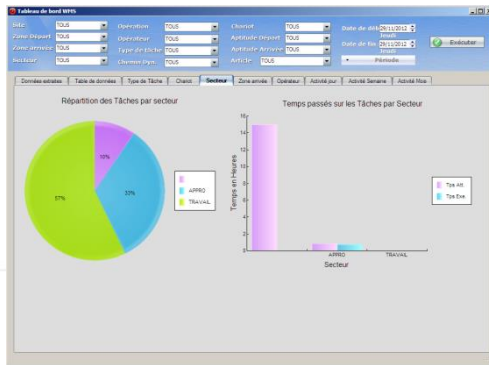 Tableau de bord WMS
Site TOUS Opération TOUS Chariot TOUS Date de déb 29/11/2012
Jeudi
Zone Départ TOUS Opérateur TOUS Aptitude Départ TOUS
Zone arrivée TOUS Type de tâche TOUS Aptitude Arrivée TOUS Date de fin 29/11/2012
Jeudi
Secteur TOUS Chemin Dyn. TOUS Article TOUS Période
Exécuter
Données extraites Table de données Type de Tâche Chariot Secteur Zone arrivée Opérateur Activité jour Activité Semaine Activité Mois
Répartition des Tâches par secteur
10%
33%
57%
APPRO
TRAVAIL
Temps passés sur les Tâches par Secteur
Temps en Heures
16
14
12
10
8
6
4
2
0
APPRO TRAVAIL
Secteur
Tps Att.
Tps Exe.